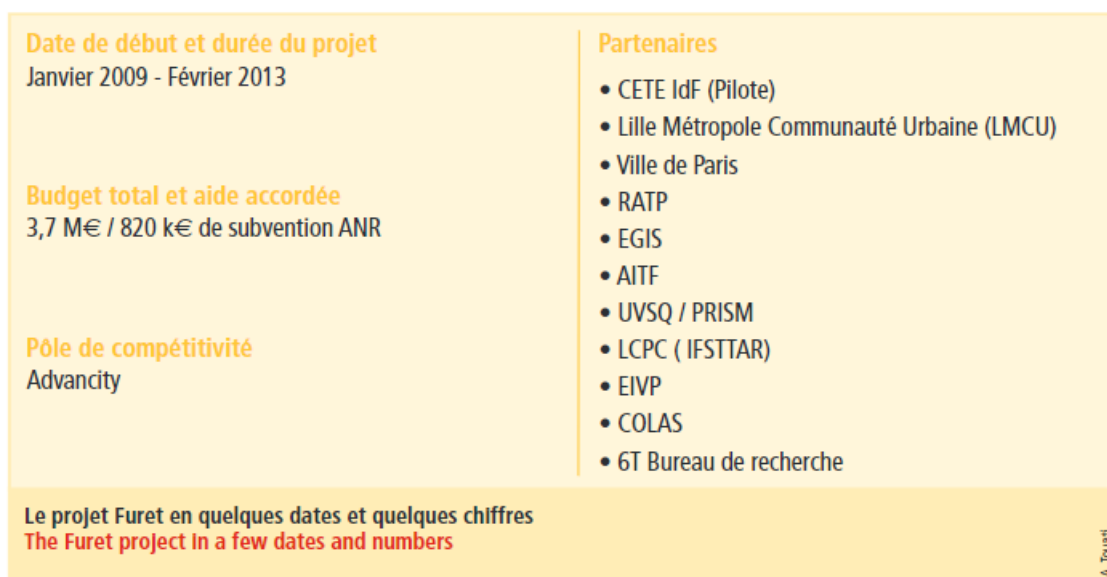 Date de début et durée du projet
Janvier 2009 - Février 2013
Budget total et aide accordée
3,7 M€ / 820 k€ de subvention ANR
Pôle de compétitivité
Advancity
Partenaires
• CETE IdF (Pilote)
• Lille Métropole Communauté Urbaine (LMCU)
• Ville de Paris
• RATP
• EGIS
• AITF
• UVSQ / PRISM
• LCPC ( IFSTTAR)
• EIVP
• COLAS
• 6T Bureau de recherche
Le projet Furet en quelques dates et quelques chiffres
The Furet project in a few dates and numbers
A. Touati